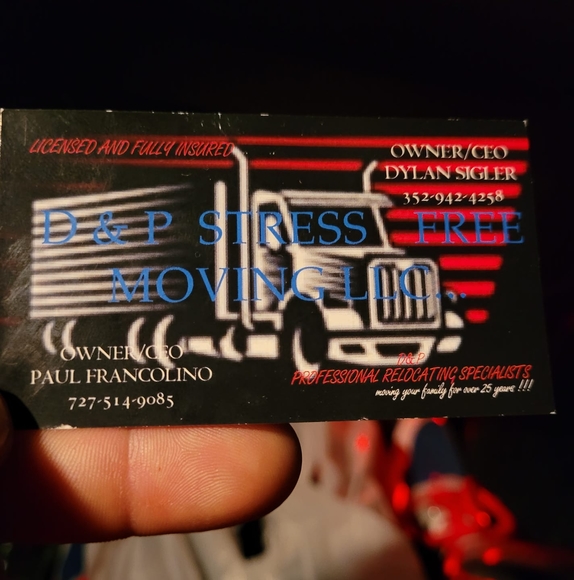 LICENSED AND FULLY INSURED
OWNER/CEO
DYLAN SIGLER
352-942-4258
D & P STRESS FREE
MOVING LLC...
OWNER/CEO
PAUL FRANCOLINO
727-514-9085
D&P
PROFESSIONAL RELOCATING SPECIALISTS
moving your family for over 25 years !!!